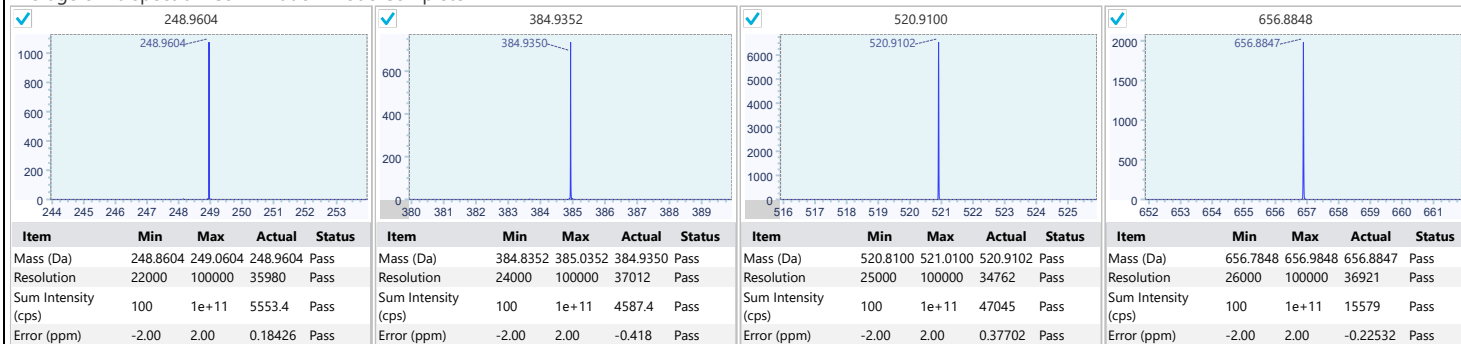 248.9604
384.9352
520.9100
656.8848
248.9604
1000
800
600
400
200
0
244 245 246 247 248 249 250 251 252 253
384.9350
600
400
200
0
380 381 382 383 384 385 386 387 388 389
520.9102
6000
5000
4000
3000
2000
1000
0
516 517 518 519 520 521 522 523 524 525
656.8847
2000
1500
1000
500
0
652 653 654 655 656 657 658 659 660 661
Item Min Max Actual Status
Mass (Da) 248.8604 249.0604 248.9604 Pass
Resolution 22000 100000 35980 Pass
Sum Intensity
(cps) 100 1e+11 5553.4 Pass
Error (ppm) -2.00 2.00 0.18426 Pass
Item Min Max Actual Status
Mass (Da) 384.8352 385.0352 384.9350 Pass
Resolution 24000 100000 37012 Pass
Sum Intensity
(cps) 100 1e+11 4587.4 Pass
Error (ppm) -2.00 2.00 -0.418 Pass
Item Min Max Actual Status
Mass (Da) 520.8100 521.0100 520.9102 Pass
Resolution 25000 100000 34762 Pass
Sum Intensity
(cps) 100 1e+11 47045 Pass
Error (ppm) -2.00 2.00 0.37702 Pass
Item Min Max Actual Status
Mass (Da) 656.7848 656.9848 656.8847 Pass
Resolution 26000 100000 36921 Pass
Sum Intensity
(cps) 100 1e+11 15579 Pass
Error (ppm) -2.00 2.00 -0.22532 Pass